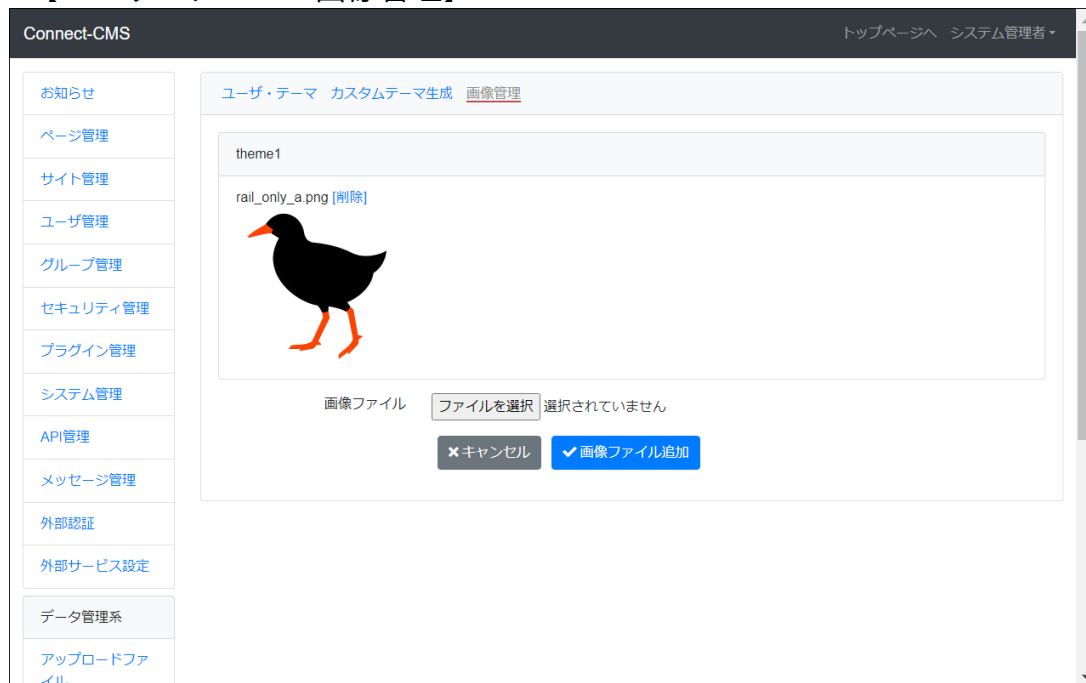 Connect-CMS
トップページへ システム管理者
お知らせ
ページ管理
サイト管理
ユーザ管理
グループ管理
セキュリティ管理
プラグイン管理
システム管理
API管理
メッセージ管理
外部認証
外部サービス設定
データ管理系
アップロードファ
イル
ユーザ・テーマ カスタムテーマ生成 画像管理
theme1
rail_only_a.png [削除]
画像ファイル ファイルを選択 選択されていません
キャンセル 画像ファイル追加